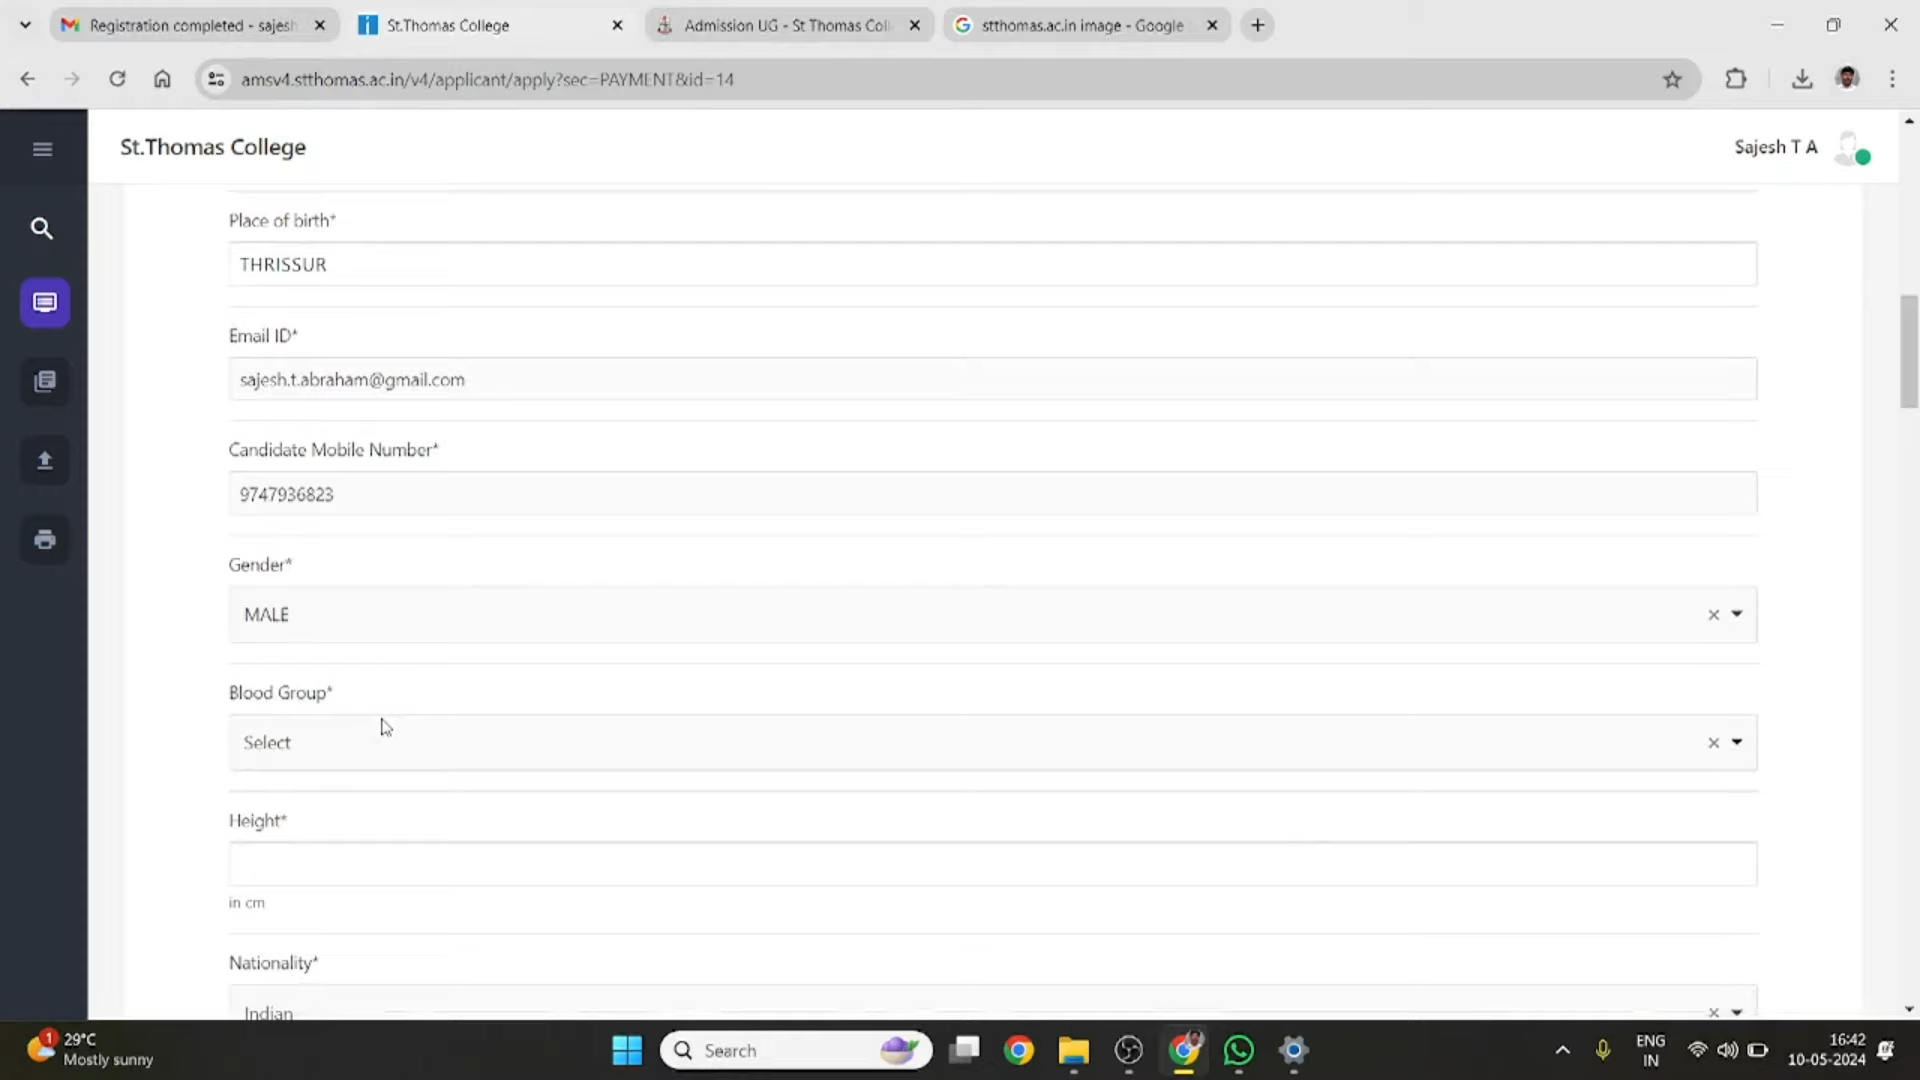 Registration completed - sajesh
St.Thomas College
Admission UG - St Thomas Coll
stthomas.ac.in image - Google
amsv4.stthomas.ac.in/v4/applicant/apply?sec=PAYMENT&id=14
St.Thomas College
Sajesh T A
Place of birth*
THRISSUR
Email ID*
sajesh.t.abraham@gmail.com
Candidate Mobile Number*
9747936823
Gender*
MALE
Blood Group*
Select
Height*
in cm
Nationality*
Indian
1
29°C
Mostly sunny
Search
ENG
IN
16:42
10-05-2024